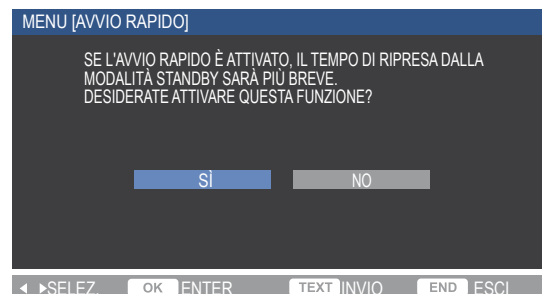 MENU [AVVIO RAPIDO]
SE L'AVVIO RAPIDO È ATTIVATO, IL TEMPO DI RIPRESA DALLA
MODALITÀ STANDBY SARÀ PIÙ BREVE.
DESIDERATE ATTIVARE QUESTA FUNZIONE?
SÌ NO
SELEZ. OK ENTER TEXT INVIO END ESCI